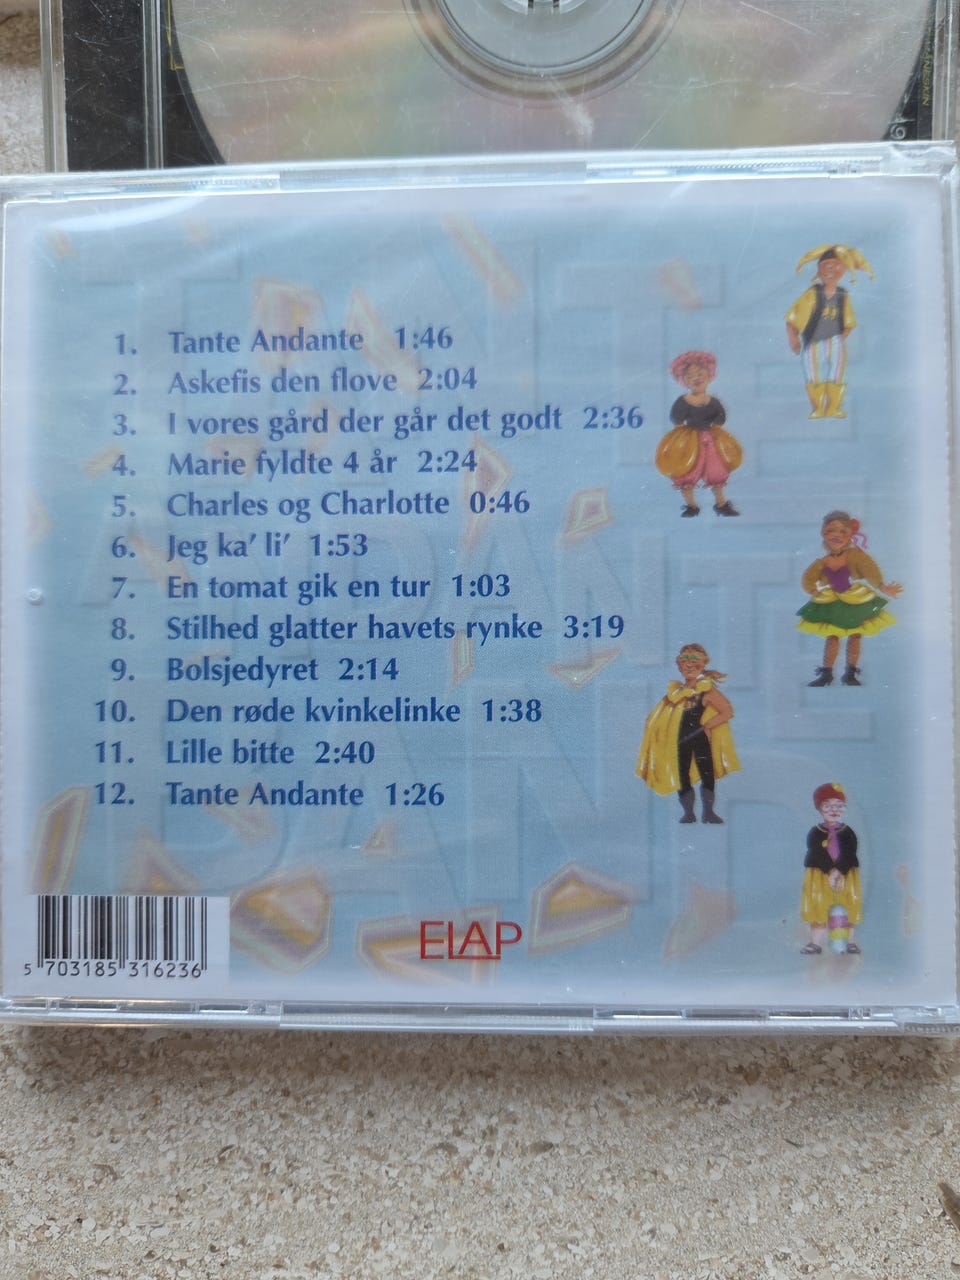 MÅNESKIN
1. Tante Andante 1:46
2. Askefis den flove 2:04
3. I vores gård der går det godt 2:36
4. Marie fyldte 4 år 2:24
5. Charles og Charlotte 0:46
6. Jeg ka’ li’ 1:53
7. En tomat gik en tur 1:03
8. Stilhed glatter havets rynke 3:19
9. Bolsjedyret 2:14
10. Den røde kvinkelinke 1:38
11. Lille bitte 2:40
12. Tante Andante 1:26
TANTE
ANDANTE
BAND
ELAP
5 703185 316236